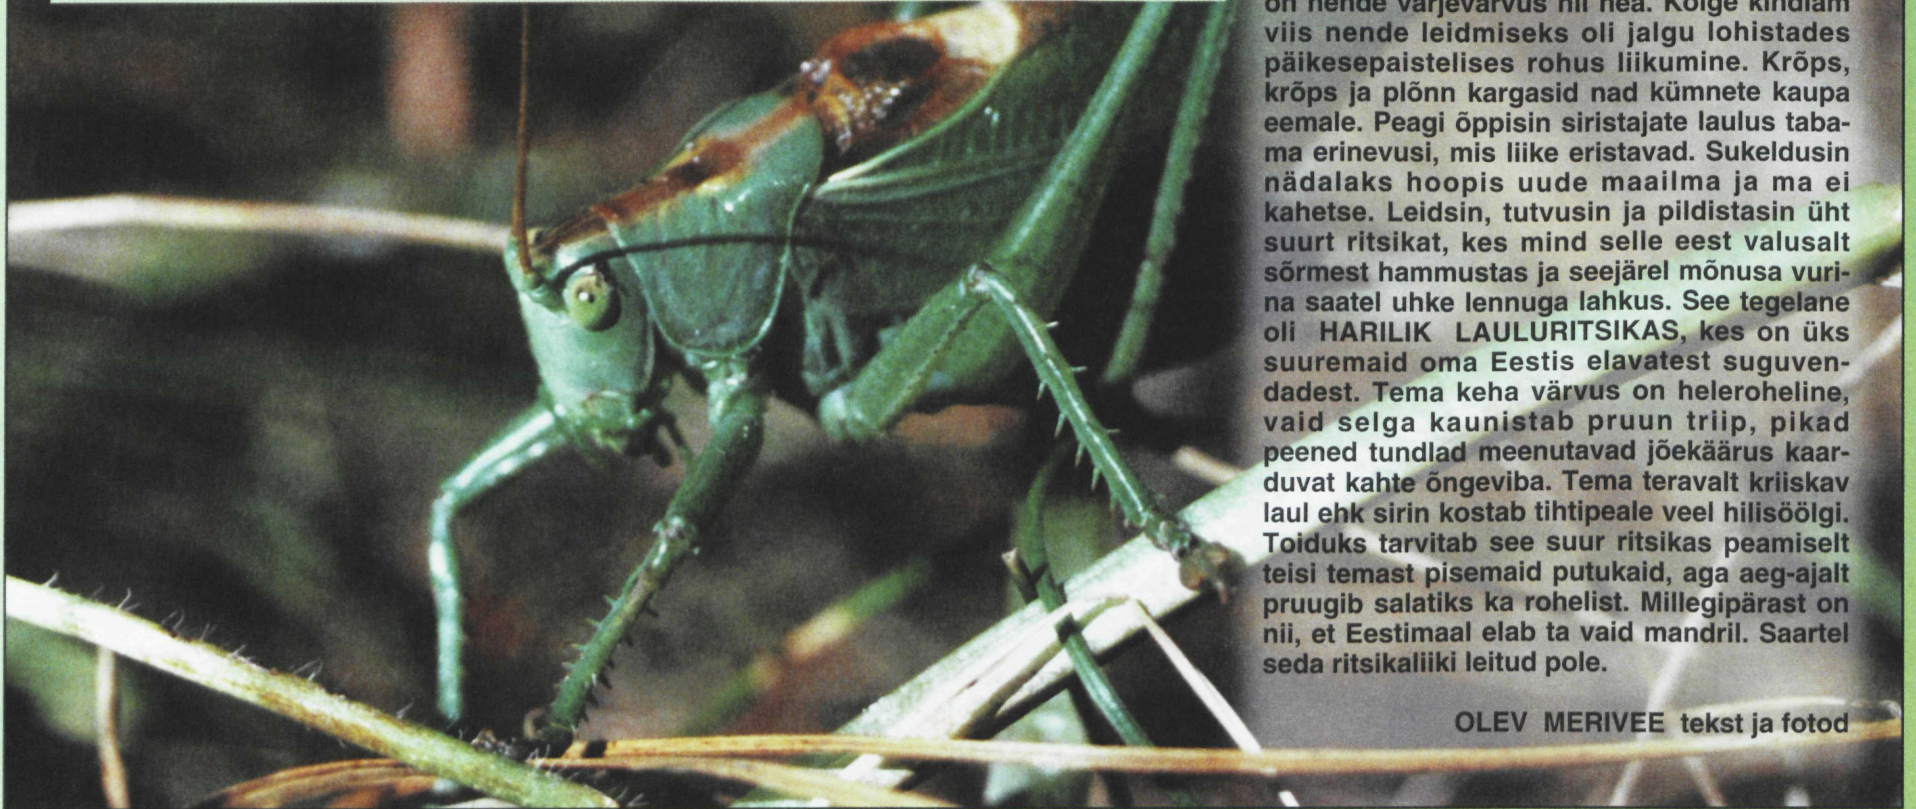 on nende varjevärvus nii hea. Kõige kindlam
viis nende leidmiseks oli jalgu lohistades
päikesepaistelises rohus liikumine. Krõps,
krõps ja plõnn kargasid nad kümnete kaupa
eemale. Peagi õppisin siristajate laulus taba-
ma erinevusi, mis liike eristavad. Sukeldusin
nädalaks hoopis uude maailma ja ma ei
kahetse. Leidsin, tutvusin ja pildistasin üht
suurt ritsikat, kes mind selle eest valusalt
sõrmest hammustas ja seejärel mõnusa vuri-
na saatel uhke lennuga lahkus. See tegelane
oli HARILIK LAULURITSIKAS, kes on üks
suuremaid oma Eestis elavatest suguven-
dadest. Tema keha värvus on heleroheline,
vaid selga kaunistab pruun triip, pikad
peened tundlad meenutavad jõekäärus kaar-
duvat kahte õngeviba. Tema teravalt kriiskav
laul ehk sirin kostab tihtipeale veel hilisöölgi.
Toiduks tarvitab see suur ritsikas peamiselt
teisi temast pisemaid putukaid, aga aeg-ajalt
pruugib salatiks ka rohelist. Millegipärast on
nii, et Eestimaal elab ta vaid mandril. Saartel
seda ritsikaliiki leitud pole.
OLEV MERIVEE tekst ja fotod